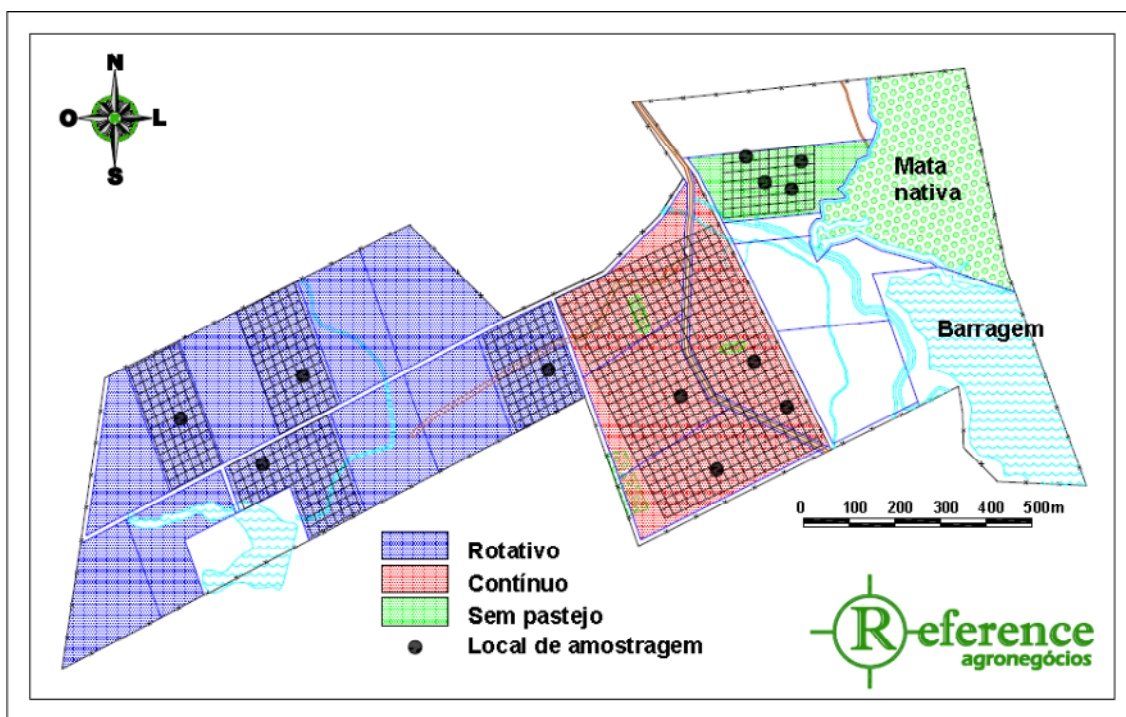 N
O L
S
Mata
nativa
Barragem
0 100 200 300 400 500m
Rotativo
Contínuo
Sem pastejo
Local de amostragem
Reference
agronegócios